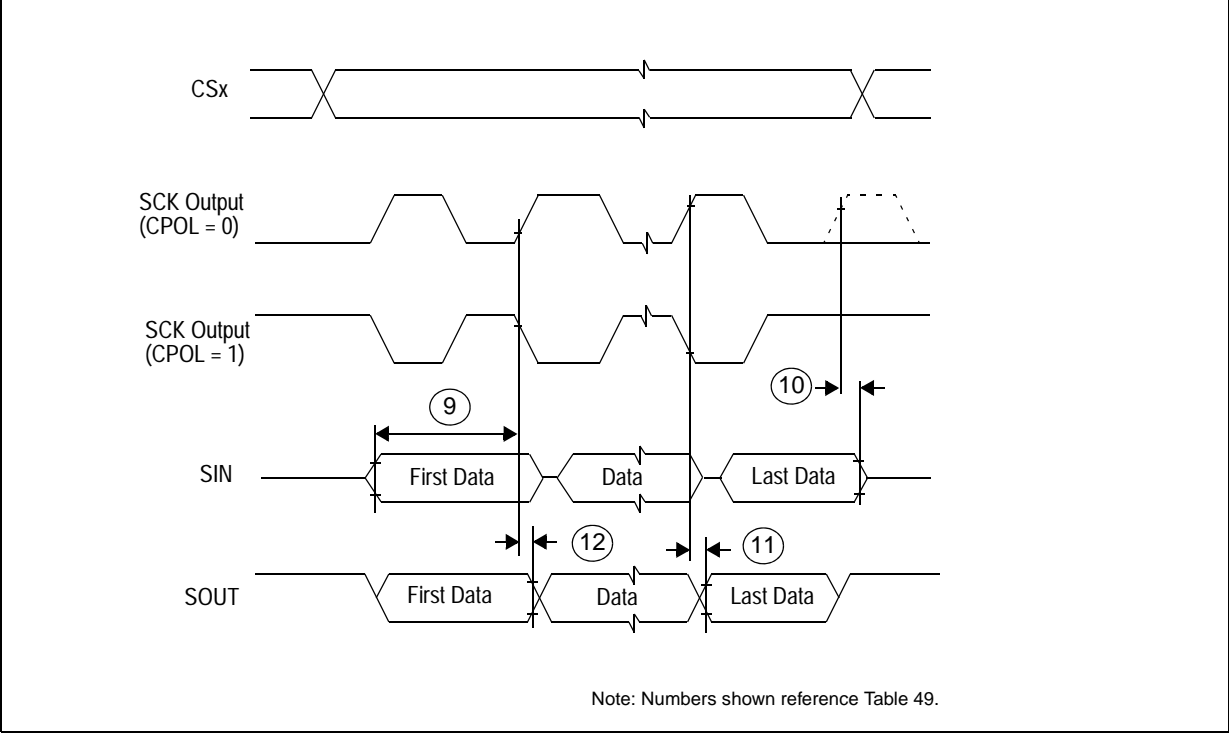 CSx
SCK Output
(CPOL = 0)
SCK Output
(CPOL = 1)
10
9
SIN
First Data
Data
Last Data
12
11
SOUT
First Data
Data
Last Data
Note: Numbers shown reference Table 49.